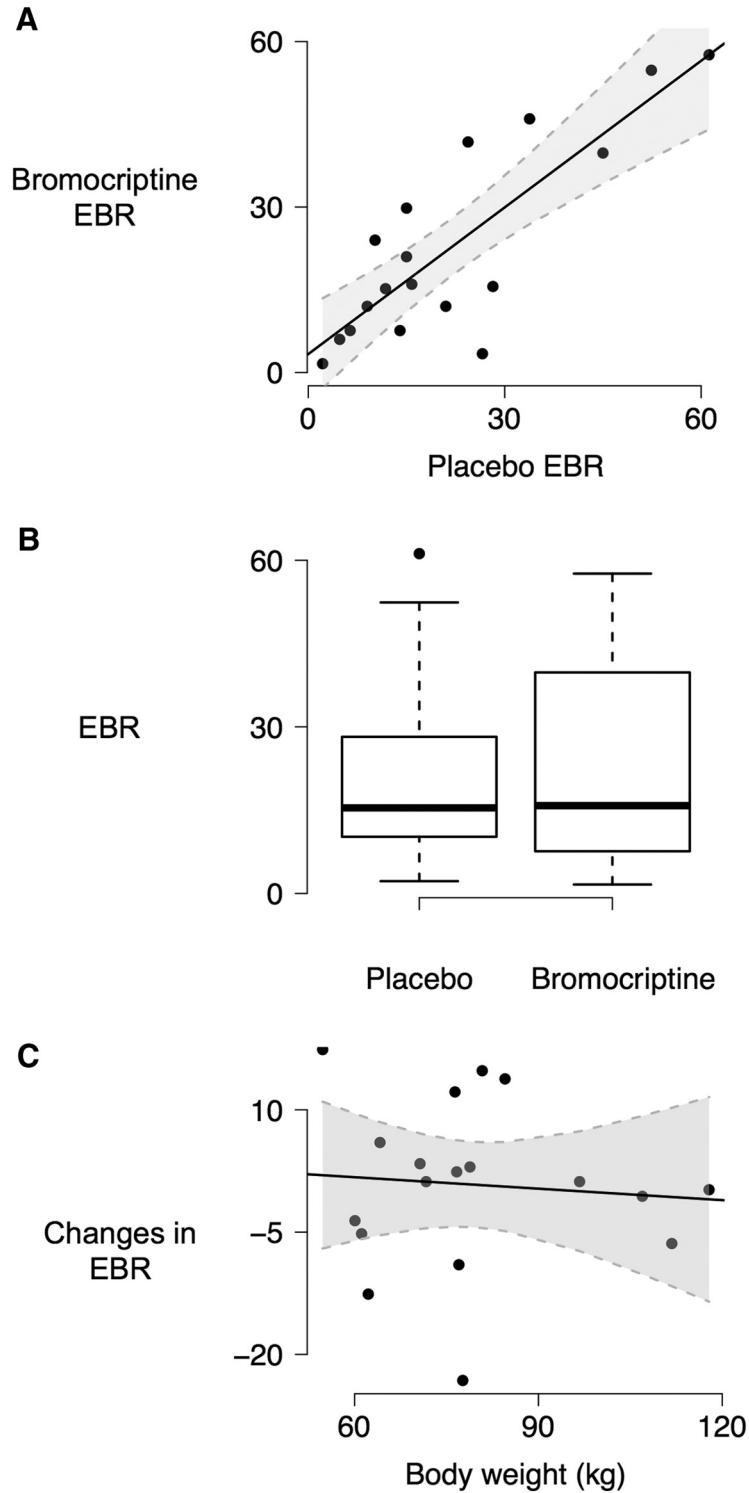 A
60
Bromocriptine
EBR
30
0
0 30 60
Placebo EBR
B
60
EBR
30
0
Placebo Bromocriptine
C
10
Changes in
EBR
−5
−20
60 90 120
Body weight (kg)